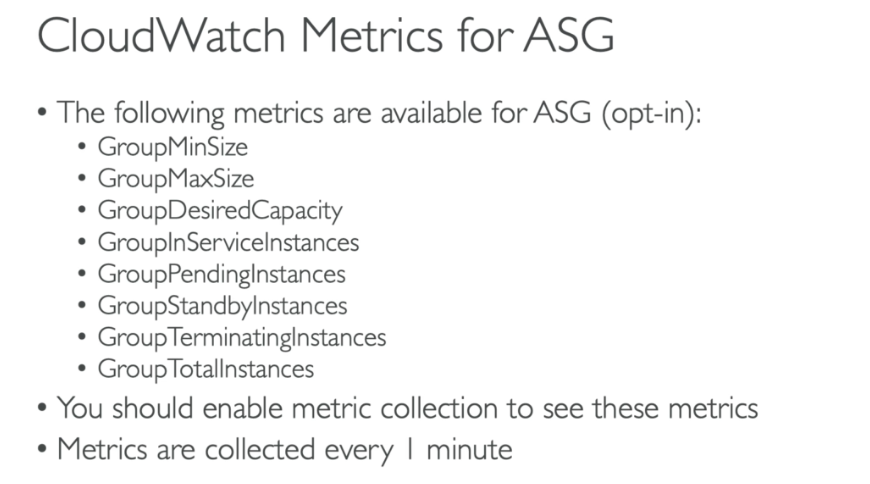 CloudWatch Metrics for ASG
• The following metrics are available for ASG (opt-in):
• GroupMinSize
• GroupMaxSize
• GroupDesiredCapacity
• GroupInServiceInstances
• GroupPendingInstances
• GroupStandbyInstances
• GroupTerminatingInstances
• GroupTotalInstances
• You should enable metric collection to see these metrics
• Metrics are collected every 1 minute